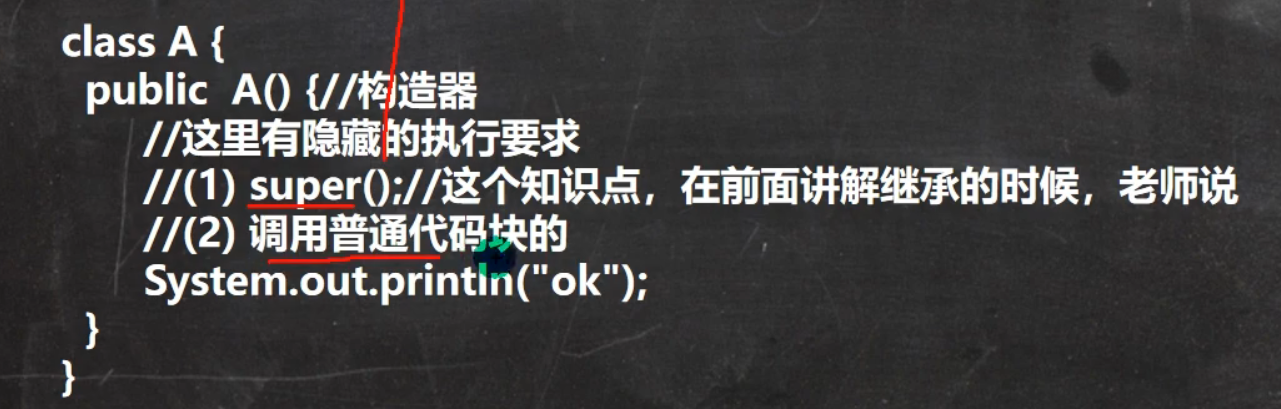 class A {
public A() {//构造器
//这里有隐藏的执行要求
//(1) super();//这个知识点，在前面讲解继承的时候，老师说
//(2) 调用普通代码块的
System.out.println("ok");
}
}